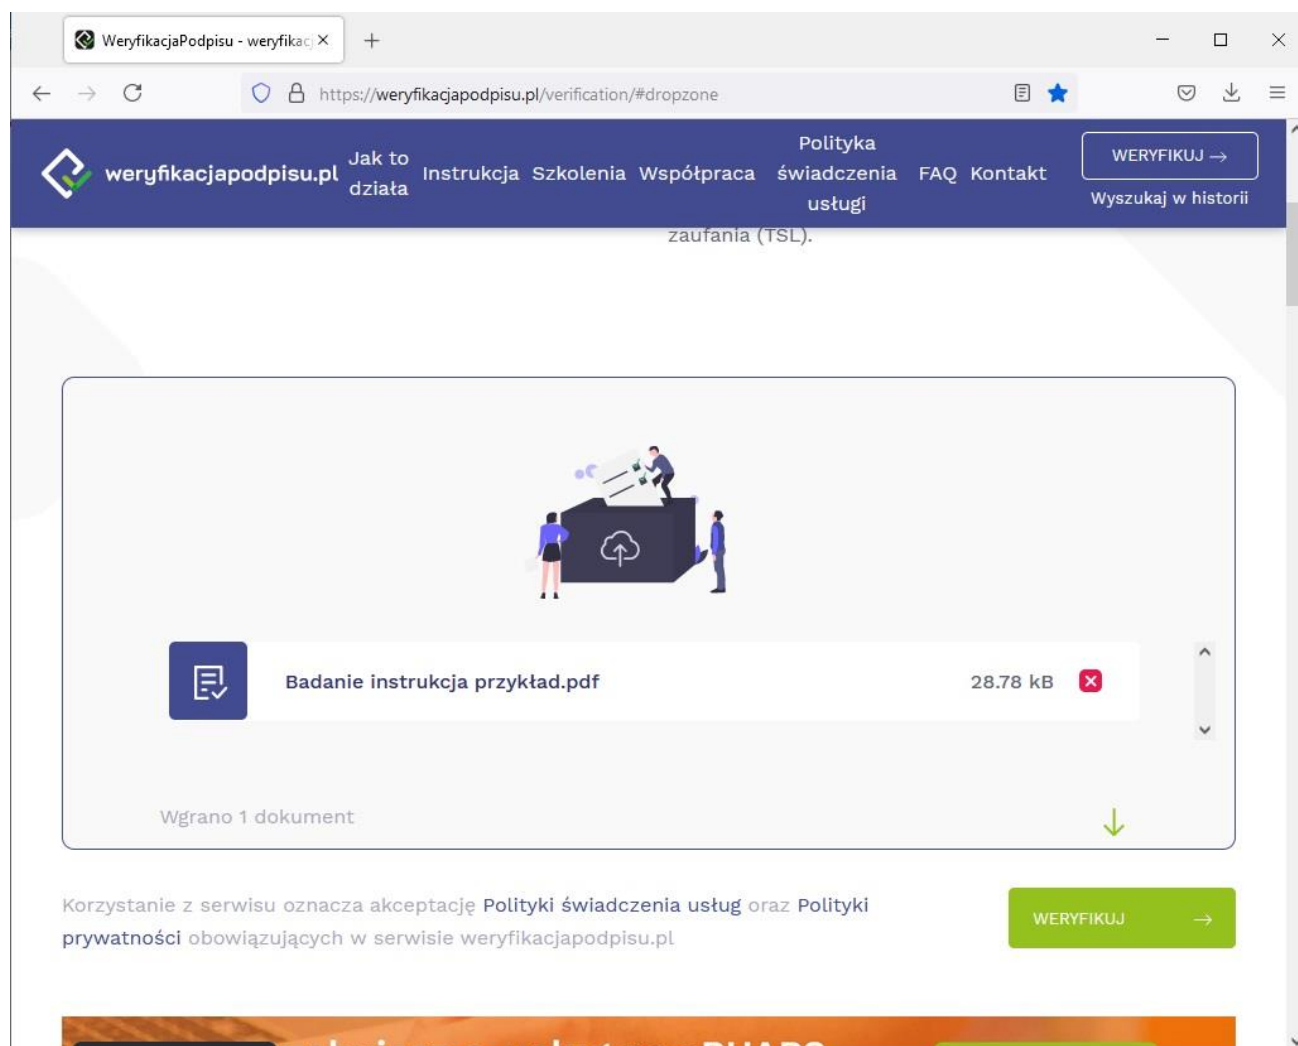 WeryfikacjaPodpisu - weryfikacj
https://weryfikacjapodpisu.pl/verification/#dropzone
weryfikacjapodpisu.pl
Jak to
działa
Instrukcja
Szkolenia
Współpraca
Polityka
świadczenia
usługi
FAQ
Kontakt
WERYFIKUJ →
Wyszukaj w historii
zaufania (TSL).
Badanie instrukcja przykład.pdf 28.78 kB
Wgrano 1 dokument
Korzystanie z serwisu oznacza akceptację Polityki świadczenia usług oraz Polityki
prywatności obowiązujących w serwisie weryfikacjapodpisu.pl
WERYFIKUJ →